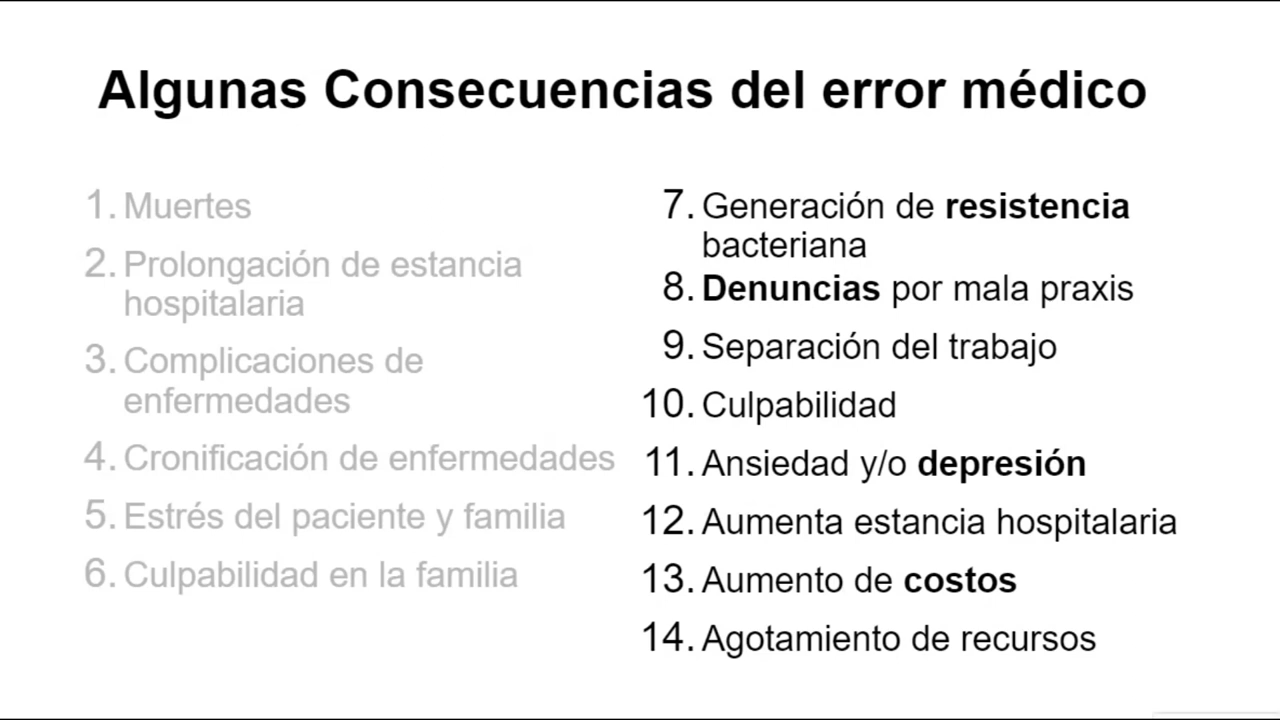 Algunas Consecuencias del error médico
1. Muertes
2. Prolongación de estancia
hospitalaria
3. Complicaciones de
enfermedades
4. Cronificación de enfermedades
5. Estrés del paciente y familia
6. Culpabilidad en la familia
7. Generación de resistencia
bacteriana
8. Denuncias por mala praxis
9. Separación del trabajo
10. Culpabilidad
11. Ansiedad y/o depresión
12. Aumenta estancia hospitalaria
13. Aumento de costos
14. Agotamiento de recursos